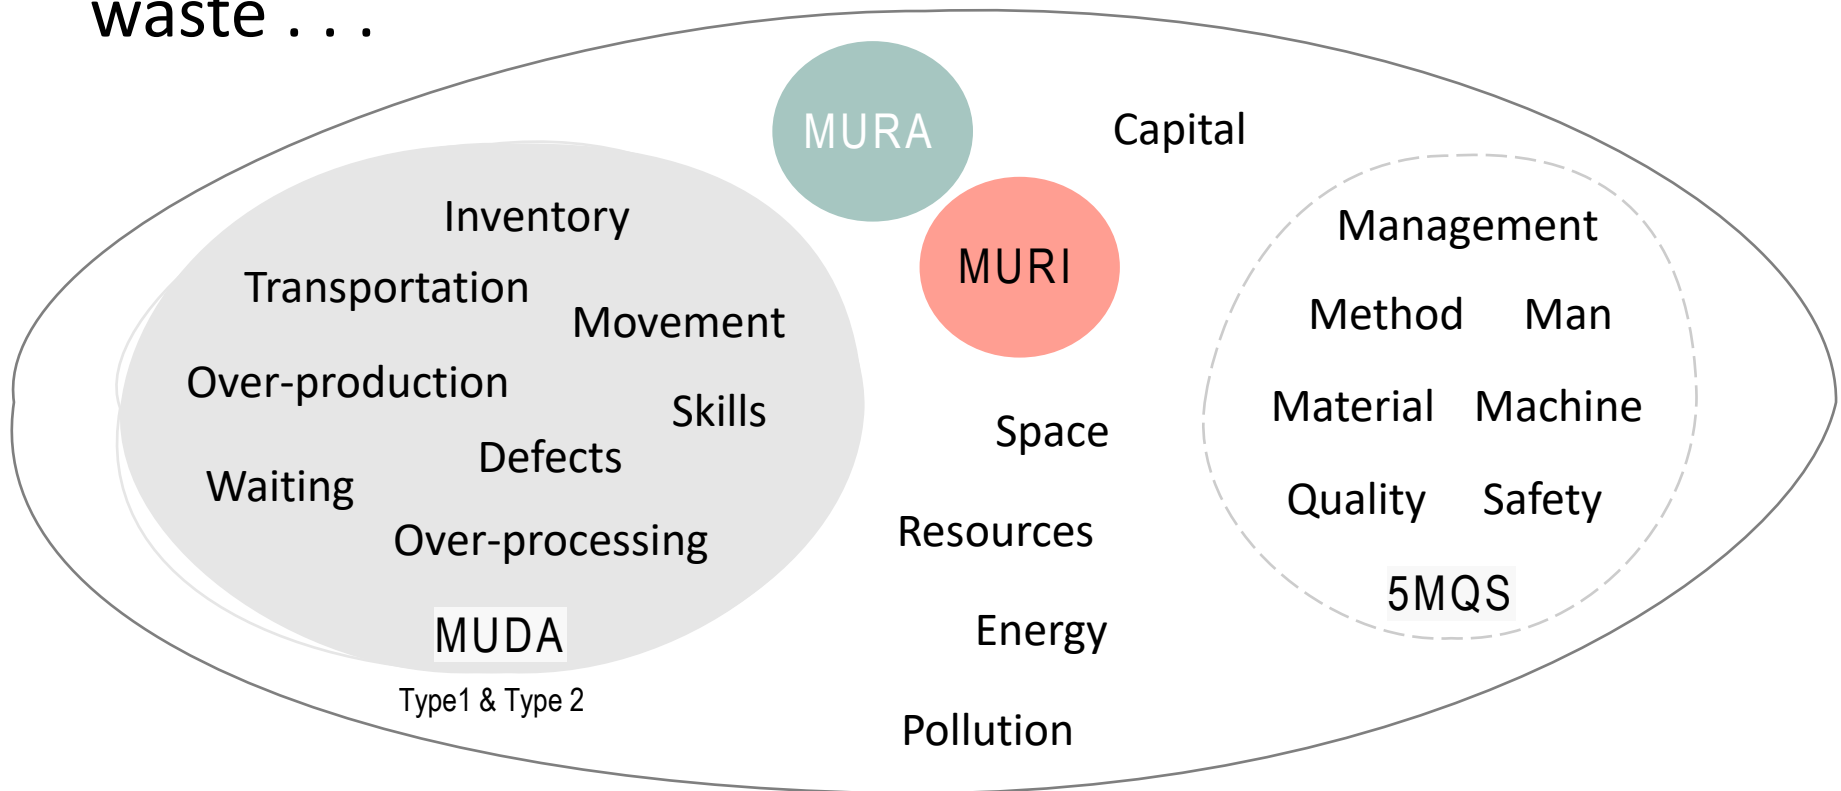 waste . . .
MURA
Capital
MURI
Inventory
Transportation
Movement
Over-production
Skills
Defects
Waiting
Over-processing
MUDA
Type1 & Type 2
Space
Resources
Energy
Pollution
Management
Method Man
Material Machine
Quality Safety
5MQS